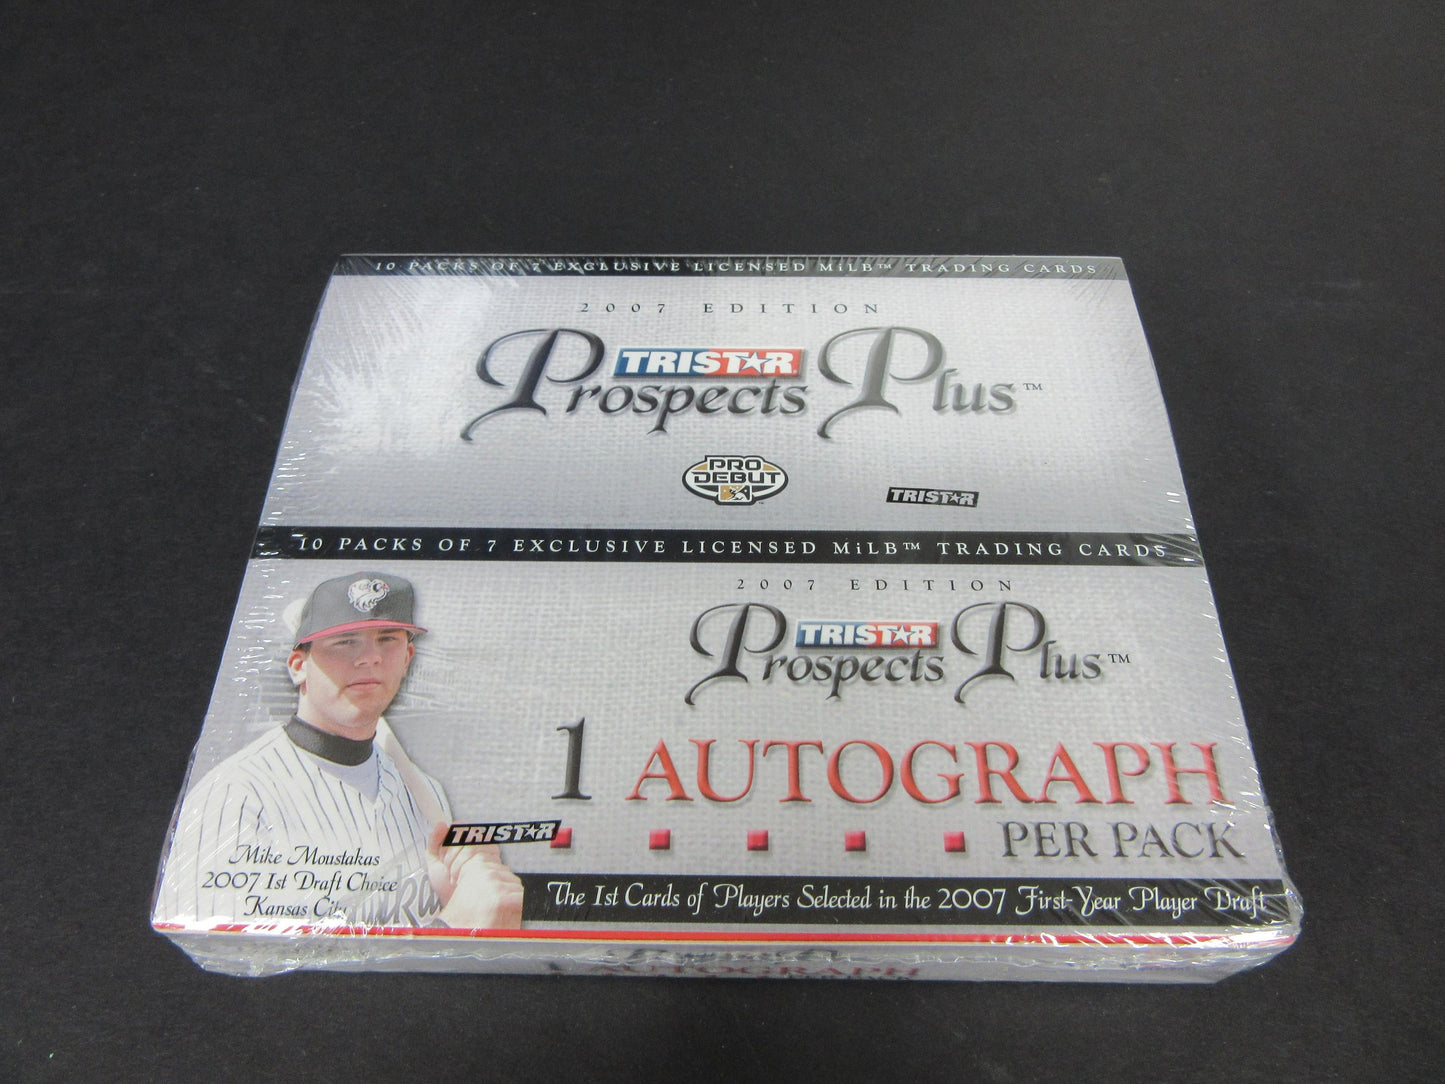 10 PACKS OF 7 EXCLUSIVE LICENSED MiLB™ TRADING CARDS
2007 EDITION
TRISTAR
Prospects Plus™
PRO
DEBUT
TRISTAR
10 PACKS OF 7 EXCLUSIVE LICENSED MiLB™ TRADING CARDS
2007 EDITION
TRISTAR
Prospects Plus™
1 AUTOGRAPH
PER PACK
TRISTAR
Mike Moustakas
2007 1st Draft Choice
Kansas City
The 1st Cards of Players Selected in the 2007 First-Year Player Draft
1 AUTOGRAPH